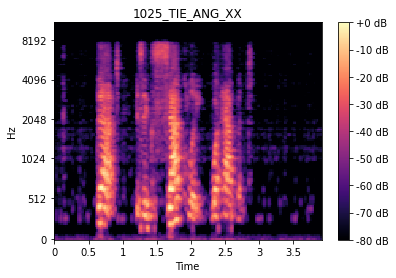 1025_TIE_ANG_XX
8192
4096
2048
1024
512
0
Hz
0 0.5 1 1.5 2 2.5 3 3.5
Time
+0 dB
-10 dB
-20 dB
-30 dB
-40 dB
-50 dB
-60 dB
-70 dB
-80 dB